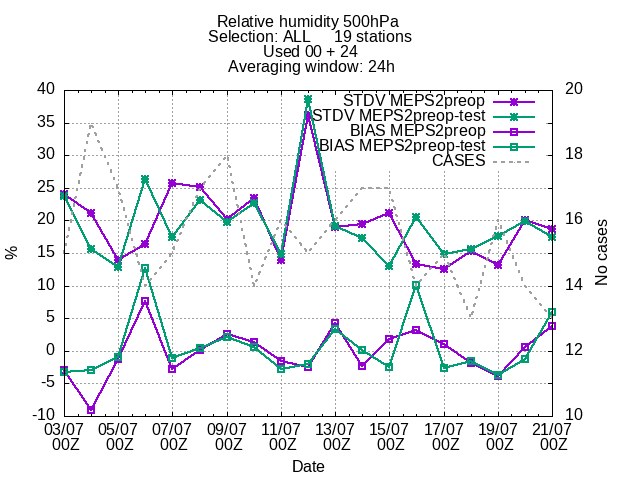 Relative humidity 500hPa
Selection: ALL 19 stations
Used 00 + 24
Averaging window: 24h
40
35
30
25
20
15
10
5
0
-5
-10
%
20
18
16
14
12
10
No cases
STDV MEPS2preop
STDV MEPS2preop-test
BIAS MEPS2preop
BIAS MEPS2preop-test
CASES
03/07 05/07 07/07 09/07 11/07 13/07 15/07 17/07 19/07 21/07
00Z 00Z 00Z 00Z 00Z 00Z 00Z 00Z 00Z 00Z
Date